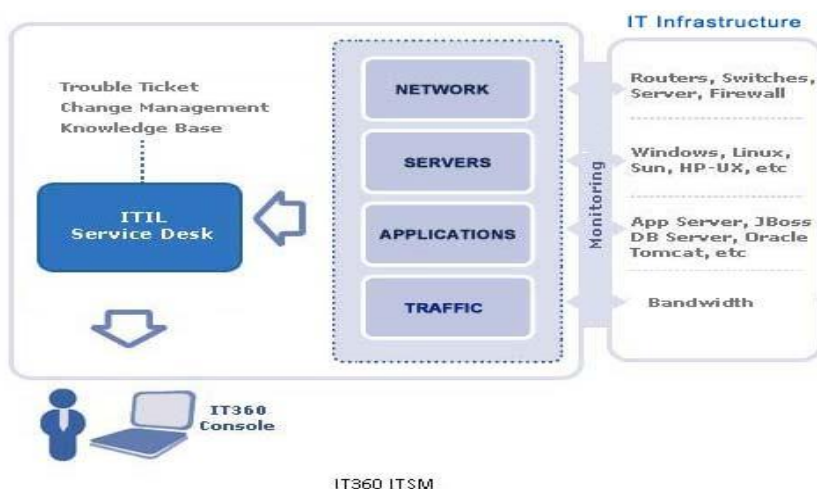 IT Infrastructure
Trouble Ticket
Change Management
Knowledge Base
ITIL
Service Desk
NETWORK
SERVERS
APPLICATIONS
TRAFFIC
Monitoring
Routers, Switches,
Server, Firewall
Windows, Linux,
Sun, HP-UX, etc
App Server, JBoss
DB Server, Oracle
Tomcat, etc
Bandwidth
IT360
Console
IT360 ITSM